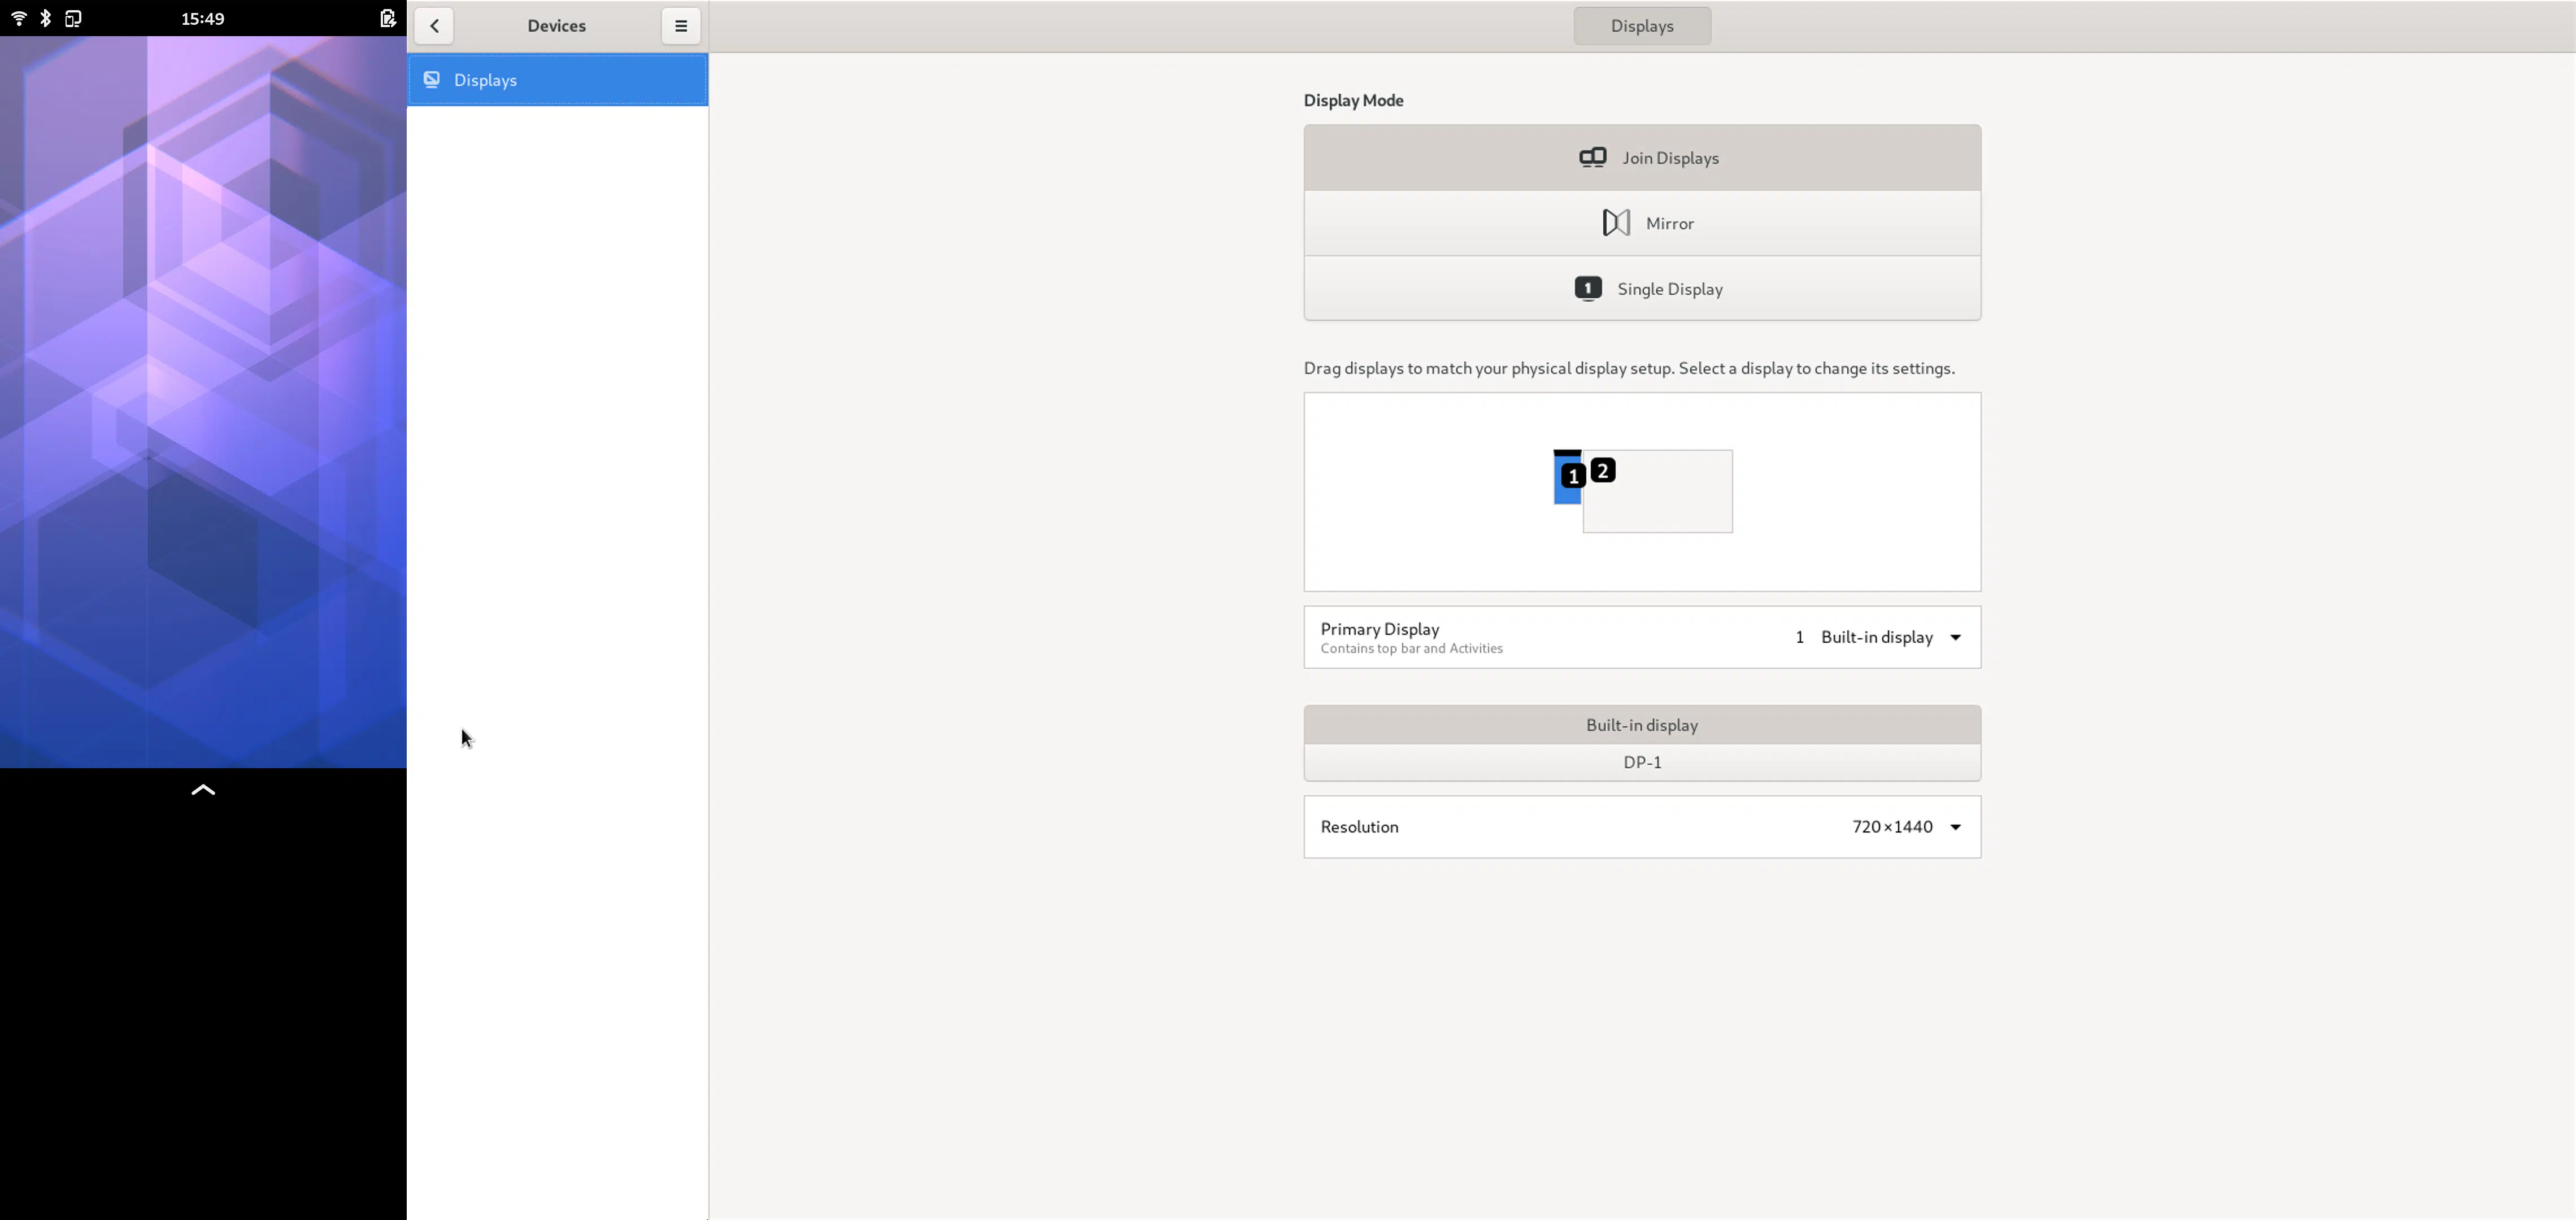 15:49
Devices
Displays
Displays
Display Mode
Join Displays
Mirror
1 Single Display
Drag displays to match your physical display setup. Select a display to change its settings.
1 2
Primary Display
Contains top bar and Activities
1 Built-in display
Built-in display
DP-1
Resolution
720×1440